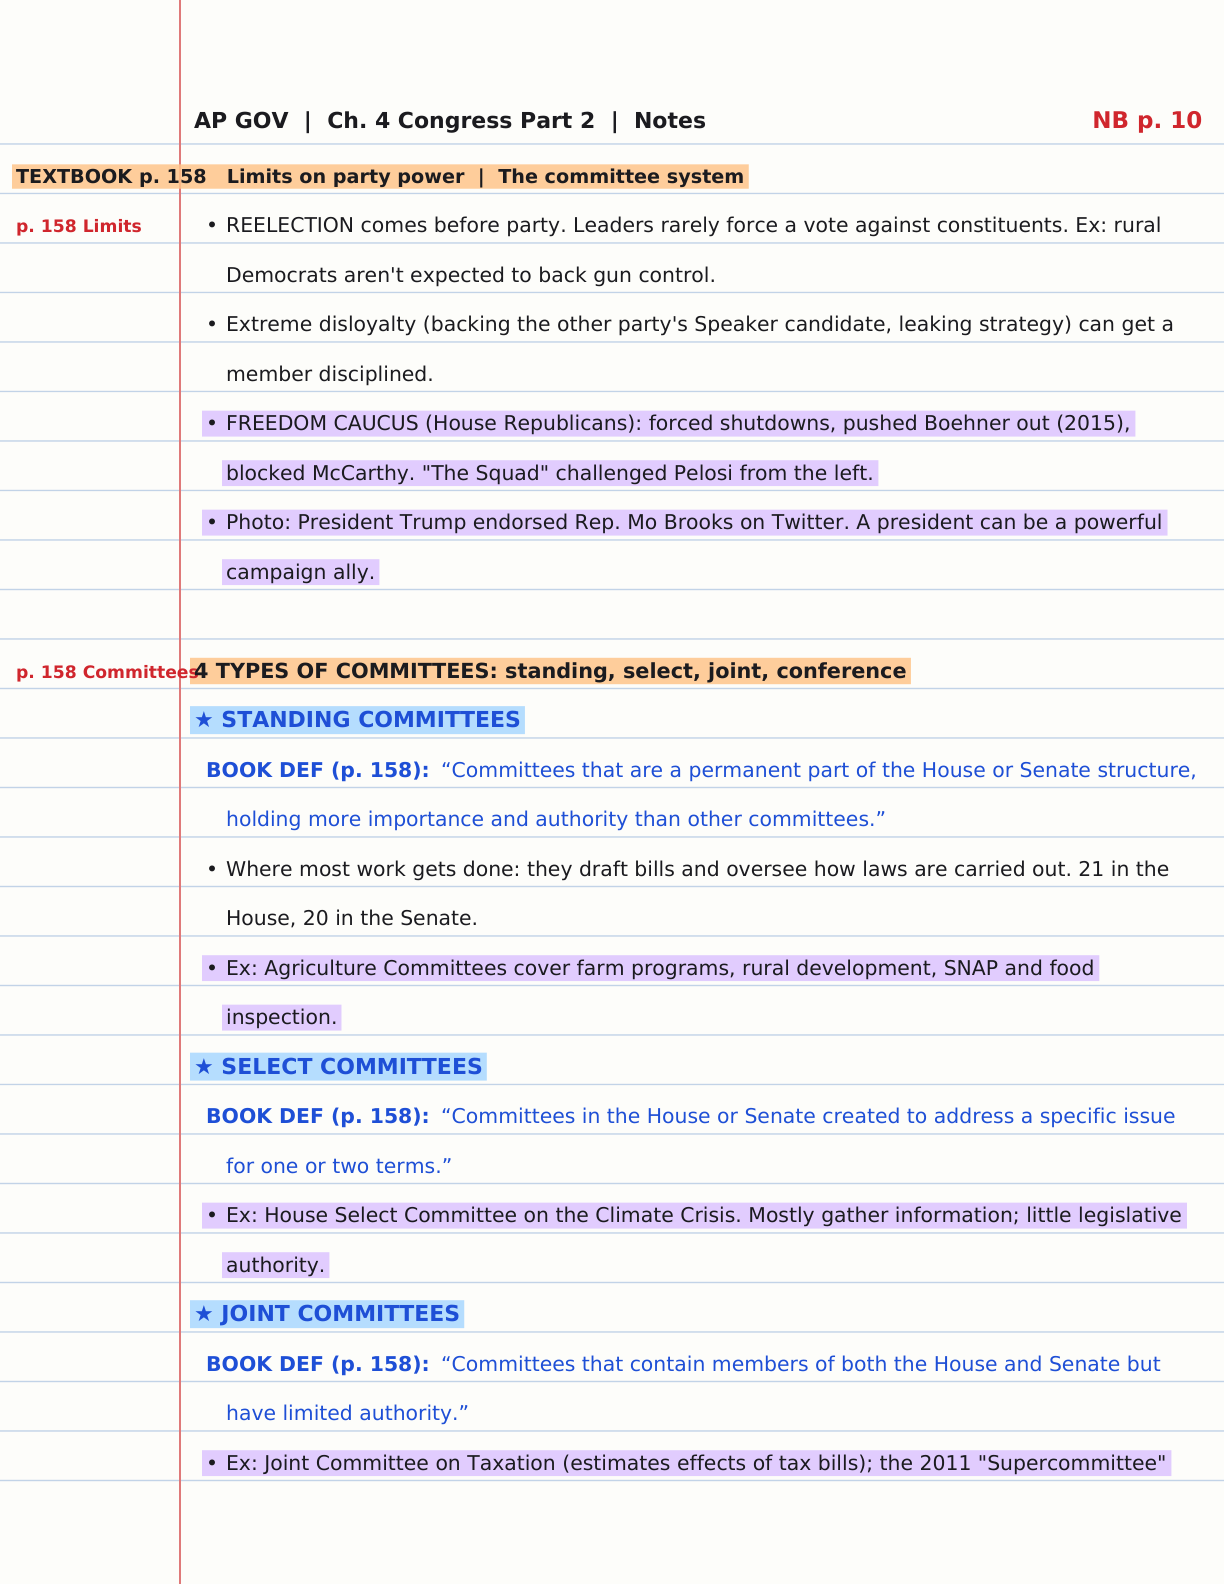 AP GOV | Ch. 4 Congress Part 2 | Notes NB p. 10
TEXTBOOK p. 158 Limits on party power | The committee system
p. 158 Limits • REELECTION comes before party. Leaders rarely force a vote against constituents. Ex: rural
Democrats aren't expected to back gun control.
• Extreme disloyalty (backing the other party's Speaker candidate, leaking strategy) can get a
member disciplined.
• FREEDOM CAUCUS (House Republicans): forced shutdowns, pushed Boehner out (2015),
blocked McCarthy. "The Squad" challenged Pelosi from the left.
• Photo: President Trump endorsed Rep. Mo Brooks on Twitter. A president can be a powerful
campaign ally.
p. 158 Committees 4 TYPES OF COMMITTEES: standing, select, joint, conference
★ STANDING COMMITTEES
BOOK DEF (p. 158): “Committees that are a permanent part of the House or Senate structure,
holding more importance and authority than other committees.”
• Where most work gets done: they draft bills and oversee how laws are carried out. 21 in the
House, 20 in the Senate.
• Ex: Agriculture Committees cover farm programs, rural development, SNAP and food
inspection.
★ SELECT COMMITTEES
BOOK DEF (p. 158): “Committees in the House or Senate created to address a specific issue
for one or two terms.”
• Ex: House Select Committee on the Climate Crisis. Mostly gather information; little legislative
authority.
★ JOINT COMMITTEES
BOOK DEF (p. 158): “Committees that contain members of both the House and Senate but
have limited authority.”
• Ex: Joint Committee on Taxation (estimates effects of tax bills); the 2011 "Supercommittee"